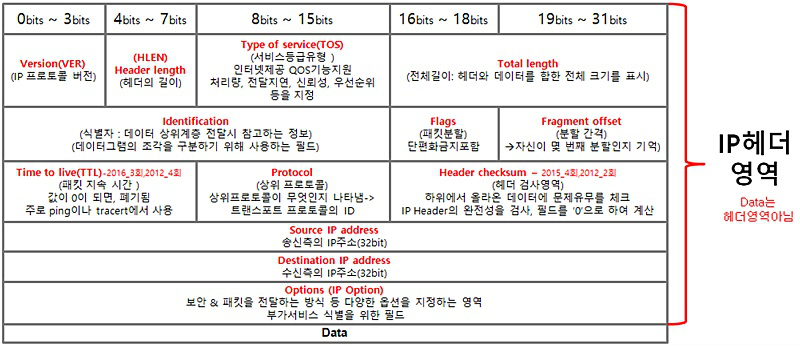 0bits ~ 3bits
4bits ~ 7bits
8bits ~ 15bits
16bits ~ 18bits
19bits ~ 31bits
Version(VER)
(IP 프로토콜 버전)
(HLEN)
Header length
(헤더의 길이)
Type of service(TOS)
(서비스등급유형 )
인터넷제공 QOS기능지원
처리량, 전달지연, 신뢰성, 우선순위
등을 지정
Total length
(전체길이: 헤더와 데이터를 합한 전체 크기를 표시)
Identification
(식별자 : 데이터 상위계층 전달시 참고하는 정보)
(데이터그램의 조각을 구분하기 위해 사용하는 필드)
Flags
(패킷분할)
단편화금지포함
Fragment offset
(분할 간격)
→자신이 몇 번째 분할인지 기억
Time to live(TTL)-2016_3회,2012_4회
(패킷 지속 시간 )
값이 0이 되면, 폐기됨
주로 ping이나 tracert에서 사용
Protocol
(상위 프로토콜)
상위프로토콜이 무엇인지 나타냄->
트랜스포트 프로토콜의 ID
Header checksum – 2015_4회,2012_2회
(헤더 검사영역)
하위에서 올라온 데이터에 문제유무를 체크
IP Header의 완전성을 검사, 필드를 '0'으로 하여 계산
Source IP address
송신측의 IP주소(32bit)
Destination IP address
수신측의 IP주소(32bit)
Options (IP Option)
보안 & 패킷을 전달하는 방식 등 다양한 옵션을 지정하는 영역
부가서비스 식별을 위한 필드
Data
IP헤더
영역
Data는
헤더영역아님